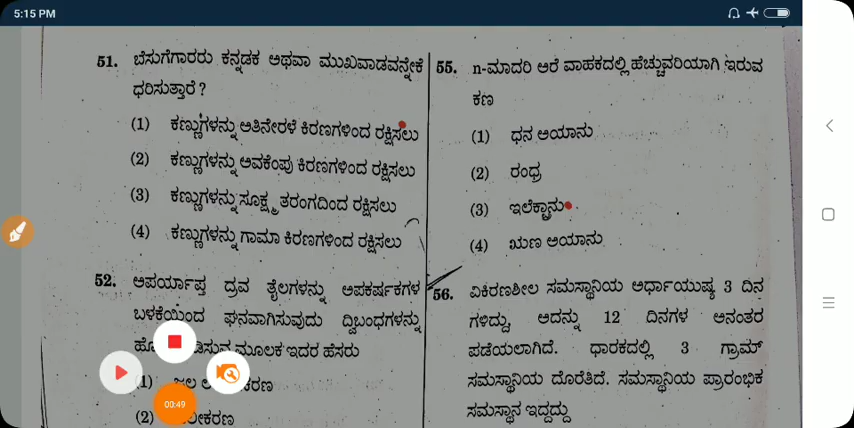 5:15 PM
51. ಬೆಸುಗೆಗಾರರು ಕನ್ನಡಕ ಅಥವಾ ಮುಖವಾಡವನ್ನೇಕೆ
ಧರಿಸುತ್ತಾರೆ ?
(1) ಕಣ್ಣುಗಳನ್ನು ಅತಿನೇರಳೆ ಕಿರಣಗಳಿಂದ ರಕ್ಷಿಸಲು
(2) ಕಣ್ಣುಗಳನ್ನು ಅವಕೆಂಪು ಕಿರಣಗಳಿಂದ ರಕ್ಷಿಸಲು
(3) ಕಣ್ಣುಗಳನ್ನು ಸೂಕ್ಷ್ಮ ತರಂಗದಿಂದ ರಕ್ಷಿಸಲು
(4) ಕಣ್ಣುಗಳನ್ನು ಗಾಮಾ ಕಿರಣಗಳಿಂದ ರಕ್ಷಿಸಲು
52. ಅಪರ್ಯಾಪ್ತ ದ್ರವ ತೈಲಗಳನ್ನು ಅಪಕರ್ಷಕಗಳ
ಬಳಕೆಯಿಂದ ಘನವಾಗಿಸುವುದು ದ್ವಿಬಂಧಗಳನ್ನು
ಮೂಲಕ ಇದರ ಹೆಸರು
(1)
(2)
00:49
55. n-ಮಾದರಿ ಅರೆ ವಾಹಕದಲ್ಲಿ ಹೆಚ್ಚುವರಿಯಾಗಿ ಇರುವ
ಕಣ
(1) ಧನ ಅಯಾನು
(2) ರಂಧ್ರ
(3) ಇಲೆಕ್ಟ್ರಾನು
(4) ಋಣ ಅಯಾನು
56. ವಿಕಿರಣಶೀಲ ಸಮಸ್ಥಾನಿಯ ಅರ್ಧಾಯುಷ್ಯ 3 ದಿನ
ಗಳಿದ್ದು, ಅದನ್ನು 12 ದಿನಗಳ ಅನಂತರ
ಪಡೆಯಲಾಗಿದೆ. ಧಾರಕದಲ್ಲಿ 3 ಗ್ರಾಮ್
ಸಮಸ್ಥಾನಿಯ ದೊರೆತಿದೆ. ಸಮಸ್ಥಾನಿಯ ಪ್ರಾರಂಭಿಕ
ಸಮಸ್ಥಾನ ಇದ್ದದ್ದು